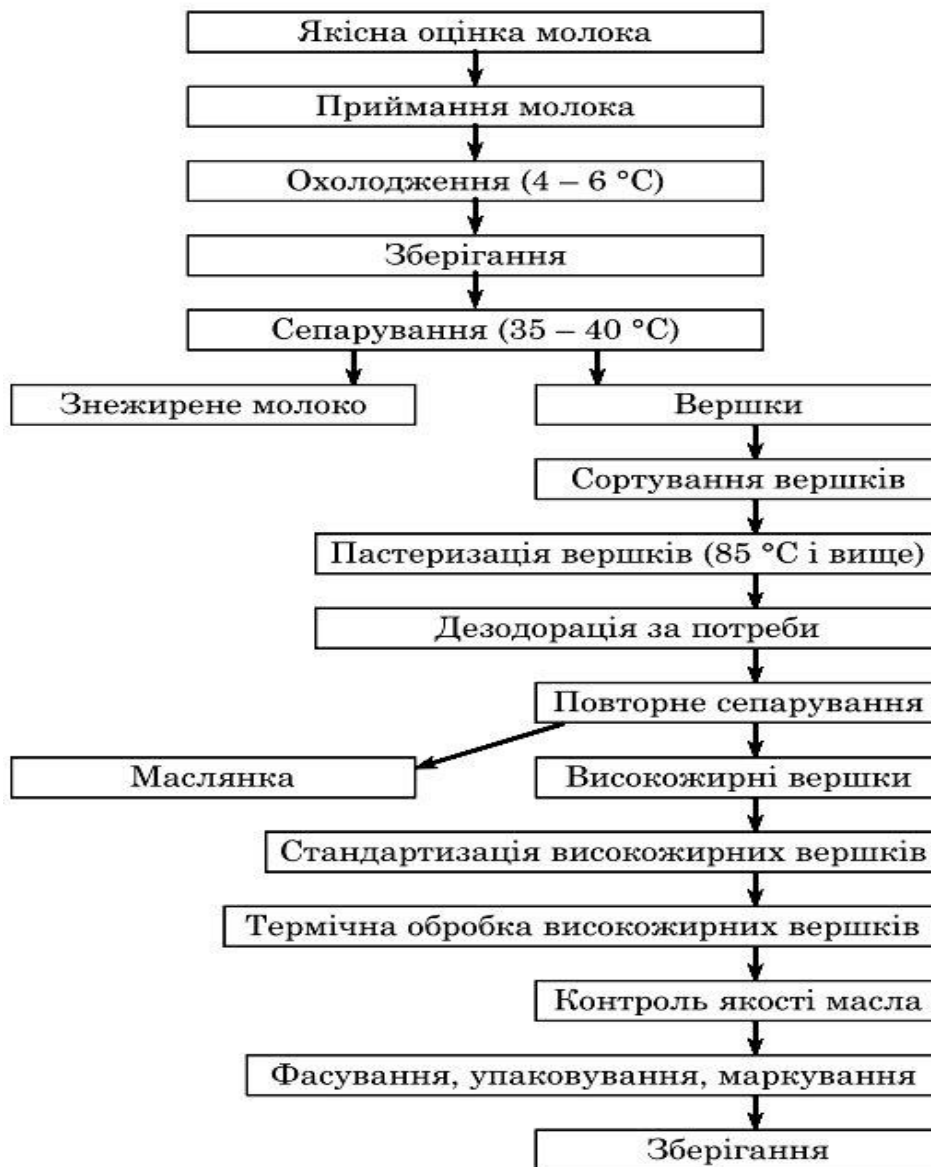 Якісна оцінка молока
Приймання молока
Охолодження (4 – 6 °С)
Зберігання
Сепарування (35 – 40 °С)
Знежирене молоко
Вершки
Сортування вершків
Пастеризація вершків (85 °С і вище)
Дезодорація за потреби
Повторне сепарування
Маслянка
Високожирні вершки
Стандартизація високожирних вершків
Термічна обробка високожирних вершків
Контроль якості масла
Фасування, упаковування, маркування
Зберігання